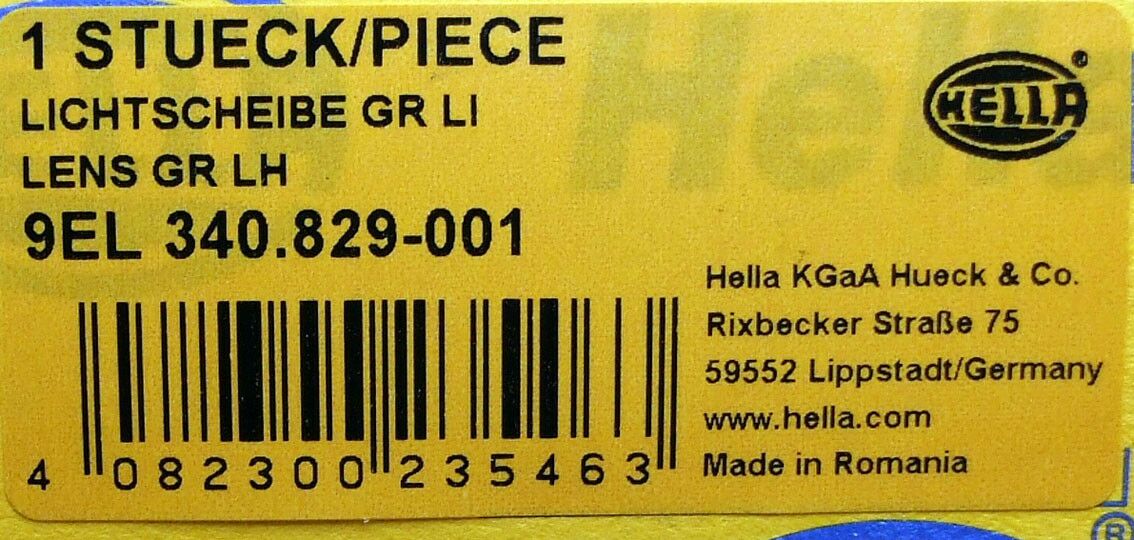 1 STUECK/PIECE
LICHTSCHEIBE GR LI
LENS GR LH
9EL 340.829-001
HELLA
Hella KGaA Hueck & Co.
Rixbecker Straße 75
59552 Lippstadt/Germany
www.hella.com
Made in Romania
4 082300 235463
Hella
®